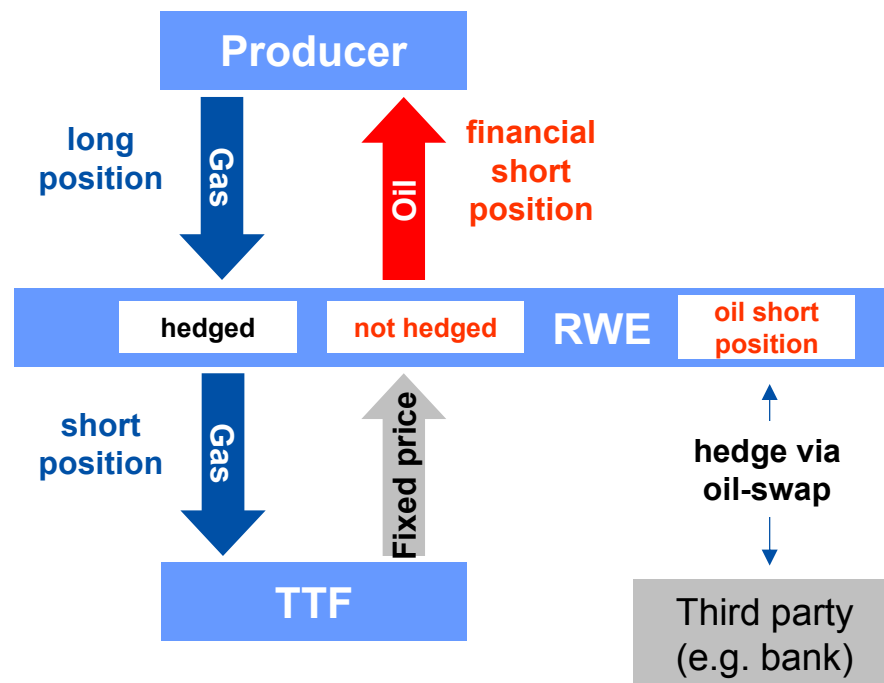 Producer
long
position
Gas
Oil
financial
short
position
hedged
not hedged
RWE
oil short
position
short
position
Gas
Fixed price
hedge via
oil-swap
TTF
Third party
(e.g. bank)